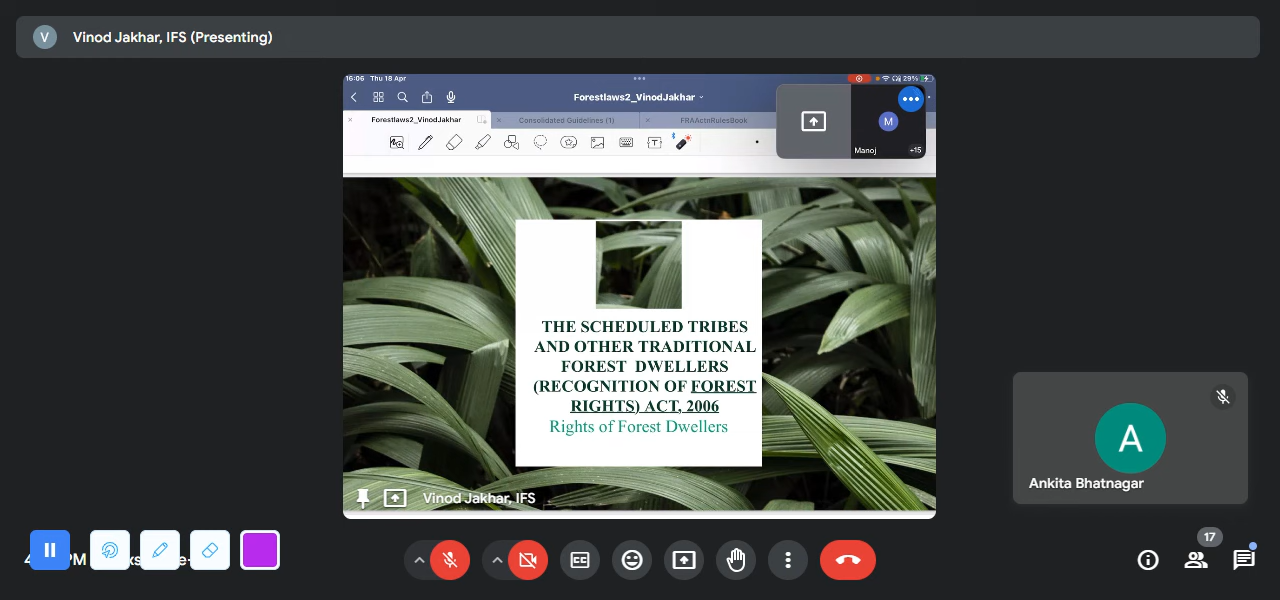 V
Vinod Jakhar, IFS (Presenting)
16:06 Thu 18 Apr
29%
Forestlaws2_VinodJakhar
Forestlaws2_VinodJakhar
Consolidated Guidelines (1)
FRAActnRulesBook
M
Manoj
+15
T
THE SCHEDULED TRIBES
AND OTHER TRADITIONAL
FOREST DWELLERS
(RECOGNITION OF FOREST
RIGHTS) ACT, 2006
Rights of Forest Dwellers
Vinod Jakhar, IFS
A
Ankita Bhatnagar
CC
17